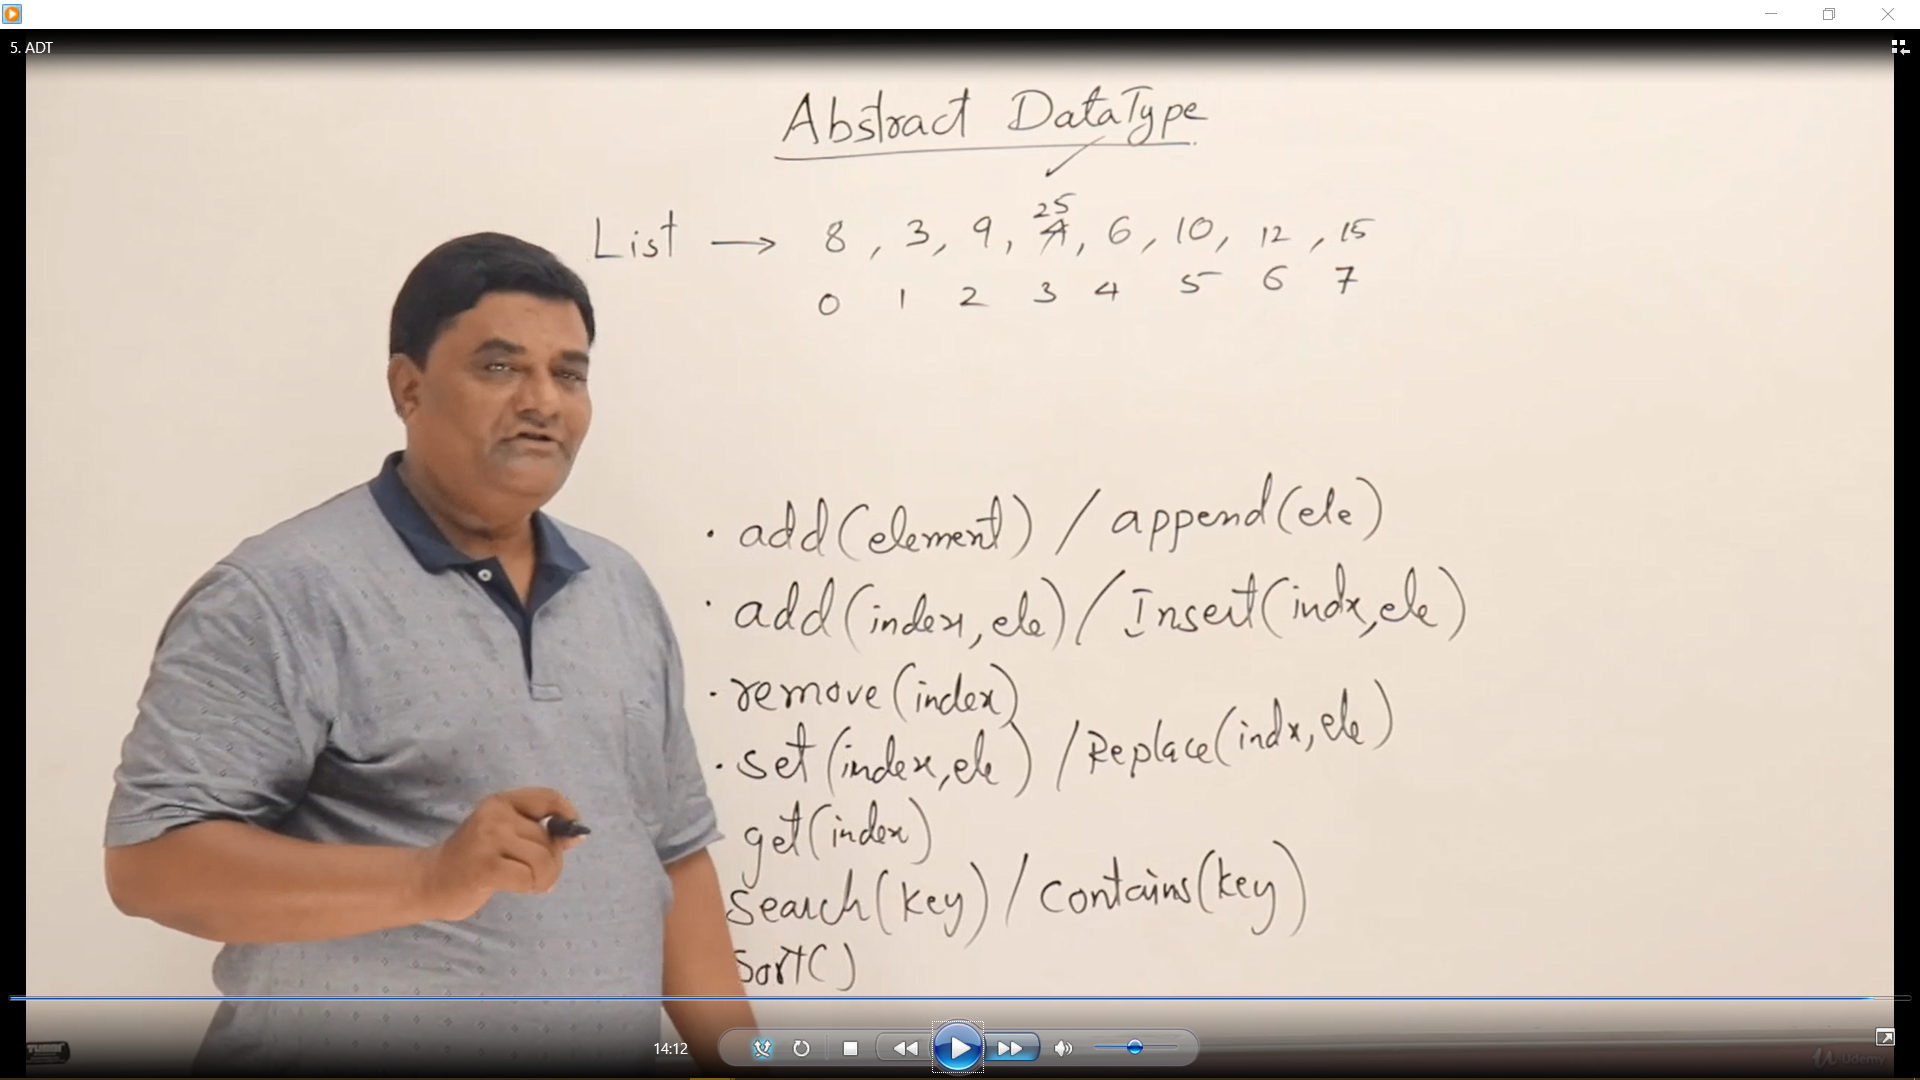 5. ADT
Abstract DataType
25
List → 8, 3, 9, 4, 6, 10, 12, 15
0 1 2 3 4 5 6 7
· add(element) / append(ele)
· add(index, ele) / Insert(indx, ele)
· remove(index)
· set(index, ele) / Replace(indx, ele)
get(index)
search(key) / contains(key)
sort()
14:12
Udemy